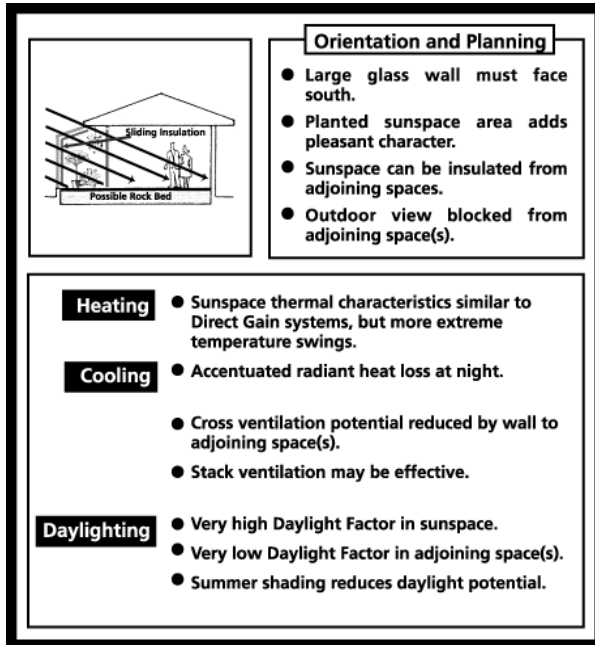 Sliding Insulation
Possible Rock Bed
Orientation and Planning
● Large glass wall must face
south.
● Planted sunspace area adds
pleasant character.
● Sunspace can be insulated from
adjoining spaces.
● Outdoor view blocked from
adjoining space(s).
Heating
● Sunspace thermal characteristics similar to
Direct Gain systems, but more extreme
temperature swings.
Cooling
● Accentuated radiant heat loss at night.
● Cross ventilation potential reduced by wall to
adjoining space(s).
● Stack ventilation may be effective.
Daylighting
● Very high Daylight Factor in sunspace.
● Very low Daylight Factor in adjoining space(s).
● Summer shading reduces daylight potential.